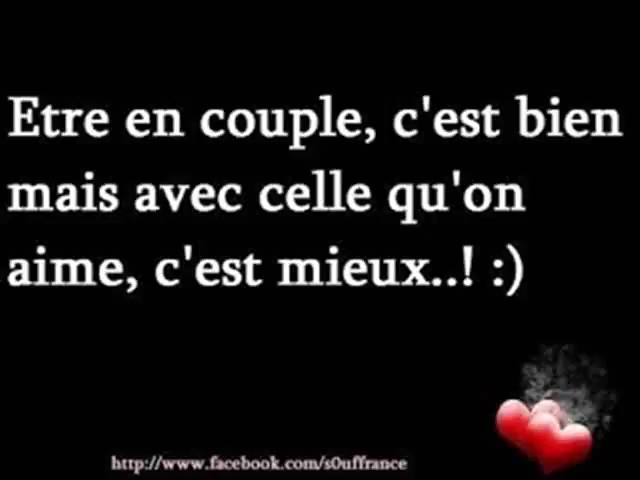 Etre en couple, c'est bien
mais avec celle qu'on
aime, c'est mieux..! :)
http://www.facebook.com/s0uffrance